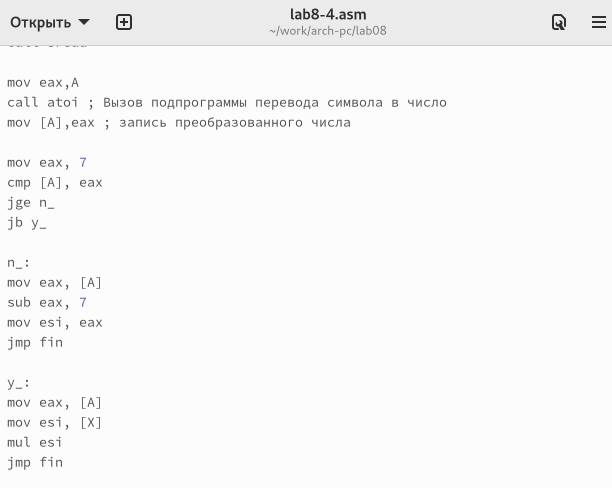 Открыть
lab8-4.asm
~/work/arch-pc/lab08
mov eax,A
call atoi ; Вызов подпрограммы перевода символа в число
mov [A],eax ; запись преобразованного числа
mov eax, 7
cmp [A], eax
jge n_
jb y_
n_:
mov eax, [A]
sub eax, 7
mov esi, eax
jmp fin
y_:
mov eax, [A]
mov esi, [X]
mul esi
jmp fin